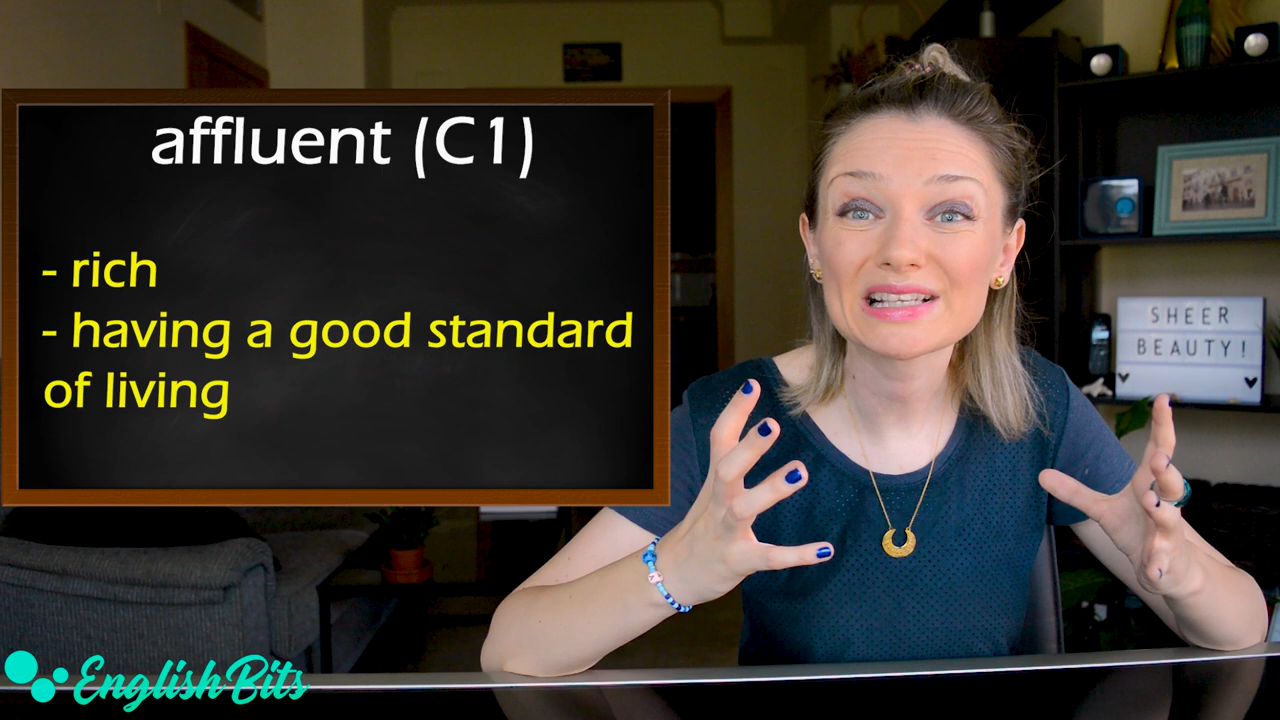 affluent (C1)
- rich
- having a good standard
of living
SHEER
BEAUTY!
EnglishBits